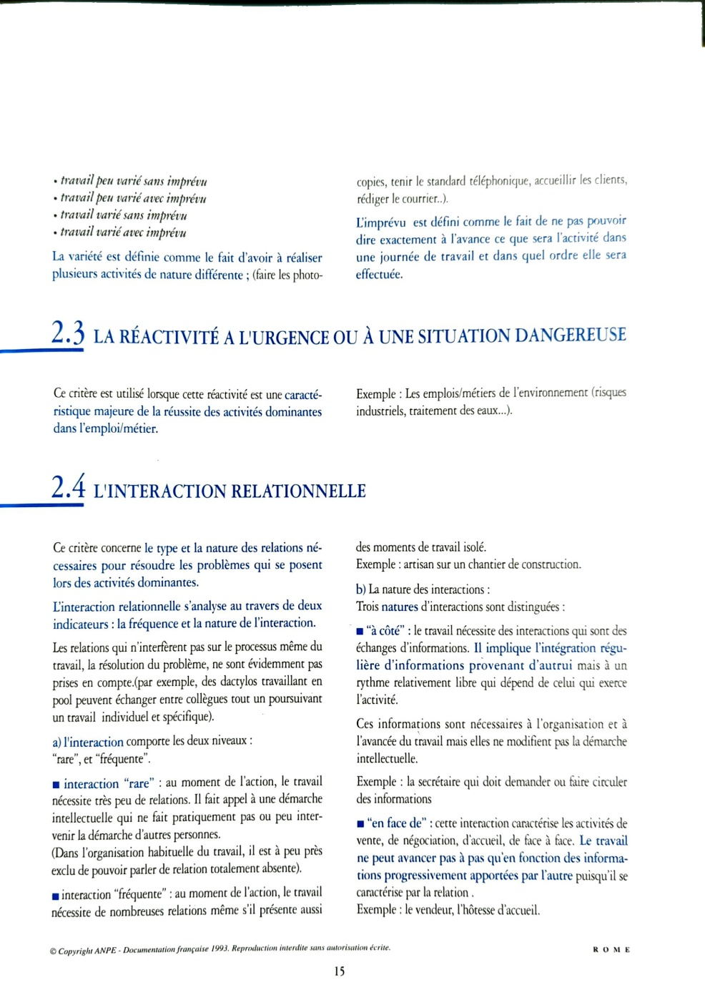 • travail peu varié sans imprévu
• travail peu varié avec imprévu
• travail varié sans imprévu
• travail varié avec imprévu
La variété est définie comme le fait d'avoir à réaliser
plusieurs activités de nature différente ; (faire les photo-
copies, tenir le standard téléphonique, accueillir les clients,
rédiger le courrier..).
L'imprévu est défini comme le fait de ne pas pouvoir
dire exactement à l'avance ce que sera l'activité dans
une journée de travail et dans quel ordre elle sera
effectuée.
2.3 LA RÉACTIVITÉ A L'URGENCE OU À UNE SITUATION DANGEREUSE
Ce critère est utilisé lorsque cette réactivité est une caracté-
ristique majeure de la réussite des activités dominantes
dans l'emploi/métier.
Exemple : Les emplois/métiers de l'environnement (risques
industriels, traitement des eaux...).
2.4 L'INTERACTION RELATIONNELLE
Ce critère concerne le type et la nature des relations né-
cessaires pour résoudre les problèmes qui se posent
lors des activités dominantes.
L'interaction relationnelle s'analyse au travers de deux
indicateurs : la fréquence et la nature de l'interaction.
Les relations qui n'interfèrent pas sur le processus même du
travail, la résolution du problème, ne sont évidemment pas
prises en compte.(par exemple, des dactylos travaillant en
pool peuvent échanger entre collègues tout un poursuivant
un travail individuel et spécifique).
a) l'interaction comporte les deux niveaux :
“rare”, et “fréquente”.
■ interaction “rare” : au moment de l'action, le travail
nécessite très peu de relations. Il fait appel à une démarche
intellectuelle qui ne fait pratiquement pas ou peu inter-
venir la démarche d'autres personnes.
(Dans l'organisation habituelle du travail, il est à peu près
exclu de pouvoir parler de relation totalement absente).
■ interaction “fréquente” : au moment de l'action, le travail
nécessite de nombreuses relations même s'il présente aussi
des moments de travail isolé.
Exemple : artisan sur un chantier de construction.
b) La nature des interactions :
Trois natures d'interactions sont distinguées :
■ “à côté” : le travail nécessite des interactions qui sont des
échanges d'informations. Il implique l'intégration régu-
lière d'informations provenant d'autrui mais à un
rythme relativement libre qui dépend de celui qui exerce
l'activité.
Ces informations sont nécessaires à l'organisation et à
l'avancée du travail mais elles ne modifient pas la démarche
intellectuelle.
Exemple : la secrétaire qui doit demander ou faire circuler
des informations
■ “en face de” : cette interaction caractérise les activités de
vente, de négociation, d'accueil, de face à face. Le travail
ne peut avancer pas à pas qu'en fonction des informa-
tions progressivement apportées par l'autre puisqu'il se
caractérise par la relation .
Exemple : le vendeur, l'hôtesse d'accueil.
© Copyright ANPE - Documentation française 1993. Reproduction interdite sans autorisation écrite.
ROME
15